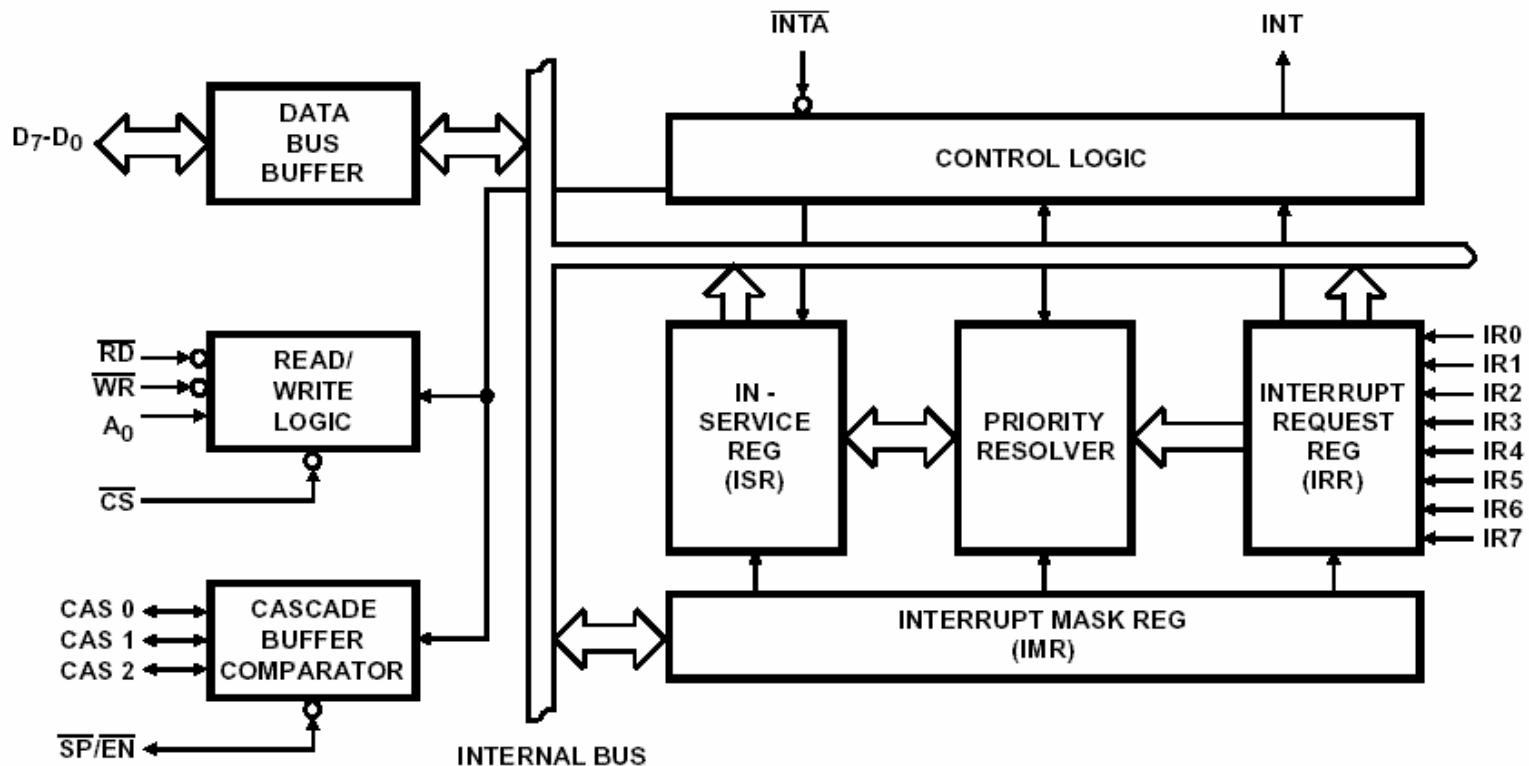 INTA
INT
D7-D0
DATA
BUS
BUFFER
CONTROL LOGIC
RD
WR
A0
READ/
WRITE
LOGIC
CS
IN -
SERVICE
REG
(ISR)
PRIORITY
RESOLVER
INTERRUPT
REQUEST
REG
(IRR)
IR0
IR1
IR2
IR3
IR4
IR5
IR6
IR7
CAS 0
CAS 1
CAS 2
CASCADE
BUFFER
COMPARATOR
INTERRUPT MASK REG
(IMR)
SP/EN
INTERNAL BUS